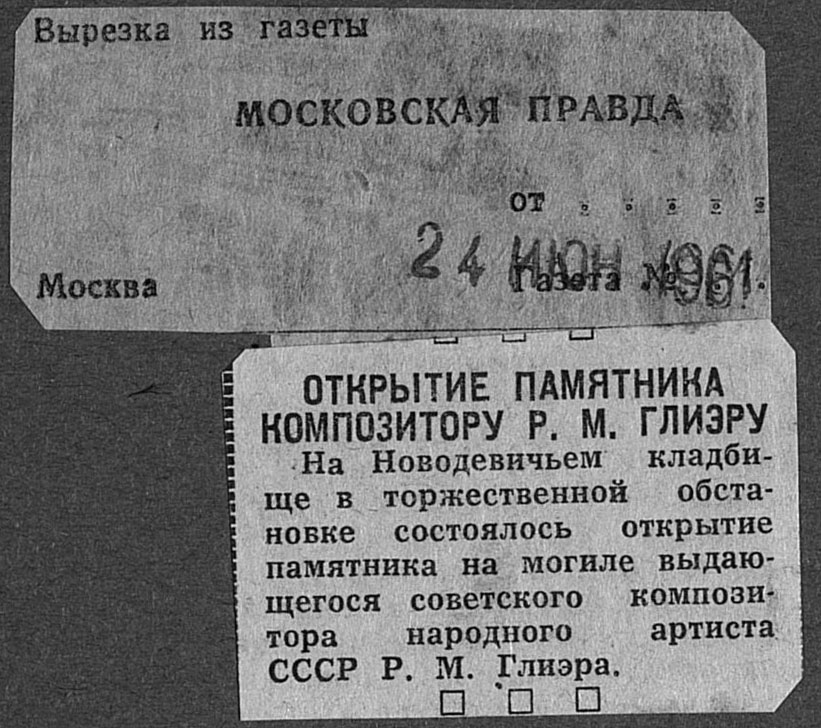 Вырезка из газеты
МОСКОВСКАЯ ПРАВДА
от . . . . .
24 ИЮН 1961
Москва
Газета №
ОТКРЫТИЕ ПАМЯТНИКА
КОМПОЗИТОРУ Р. М. ГЛИЭРУ
На Новодевичьем кладби-
ще в торжественной обста-
новке состоялось открытие
памятника на могиле выдаю-
щегося советского компози-
тора народного артиста
СССР Р. М. Глиэра.